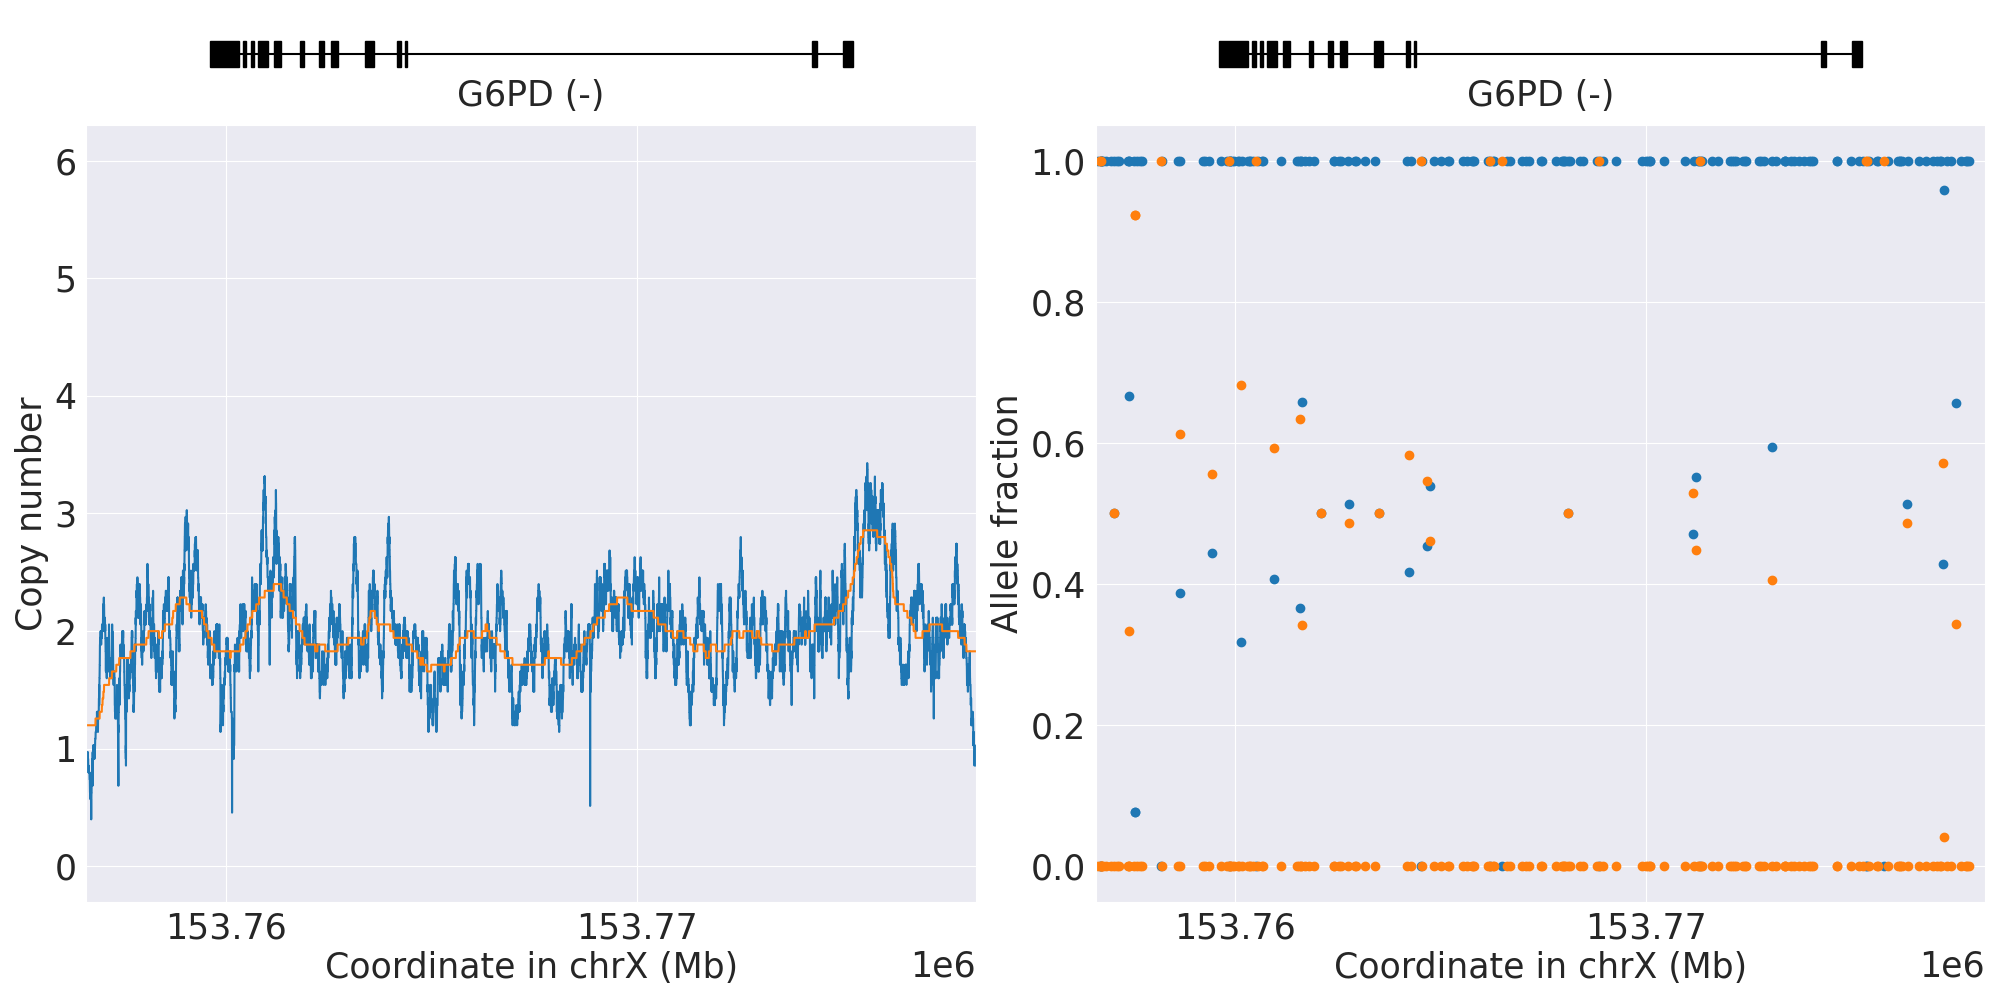 G6PD (-)
6
5
4
3
2
1
0
Copy number
153.76
153.77
1e6
Coordinate in chrX (Mb)
G6PD (-)
1.0
0.8
0.6
0.4
0.2
0.0
Allele fraction
153.76
153.77
1e6
Coordinate in chrX (Mb)